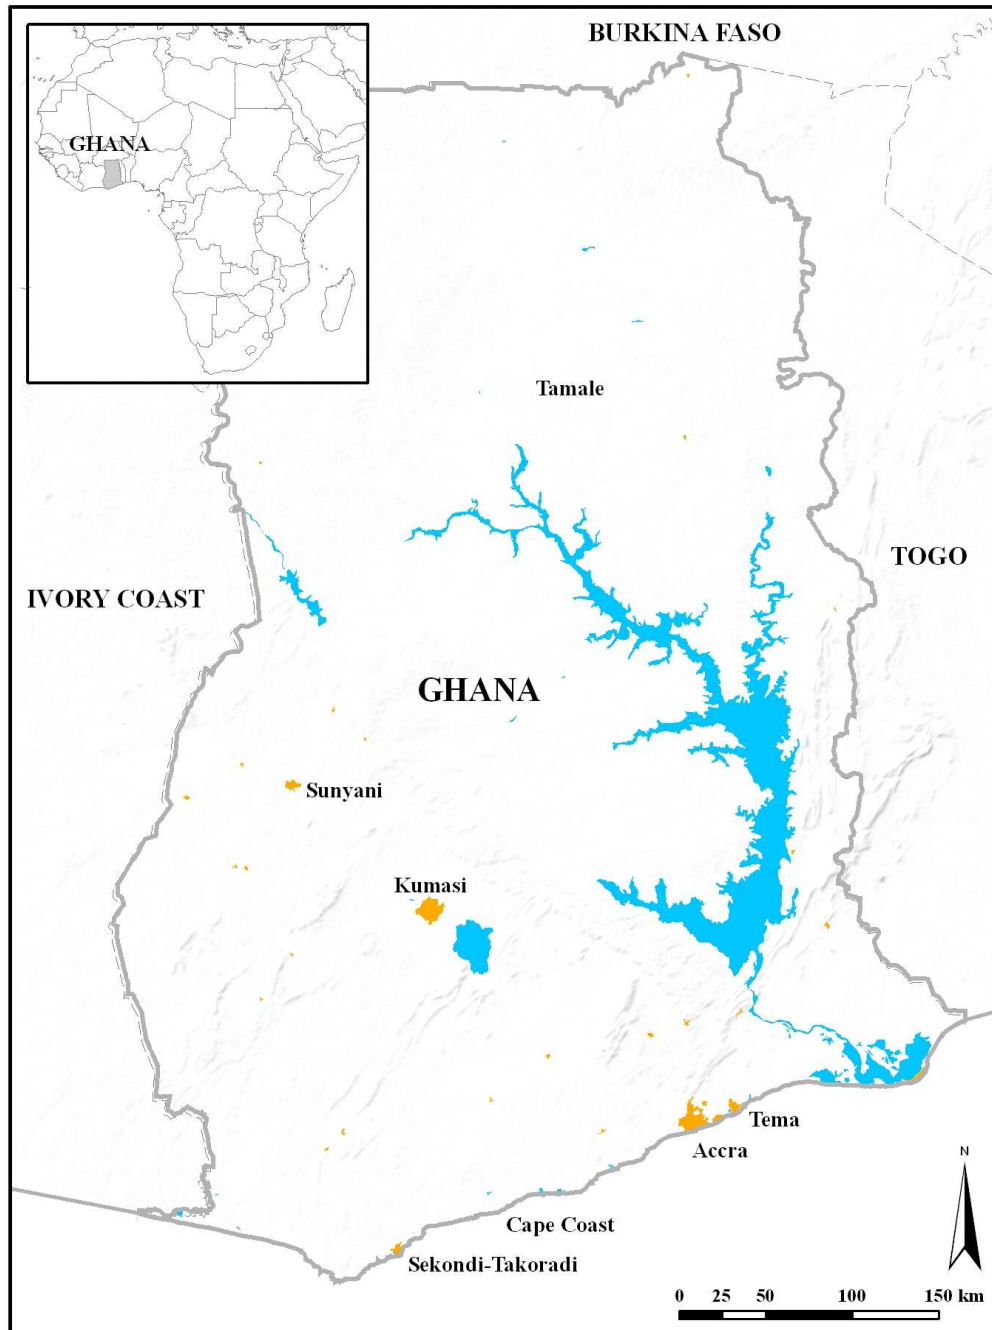 BURKINA FASO
GHANA
Tamale
TOGO
IVORY COAST
GHANA
Sunyani
Kumasi
Tema
Accra
N
Cape Coast
Sekondi-Takoradi
0 25 50 100 150 km